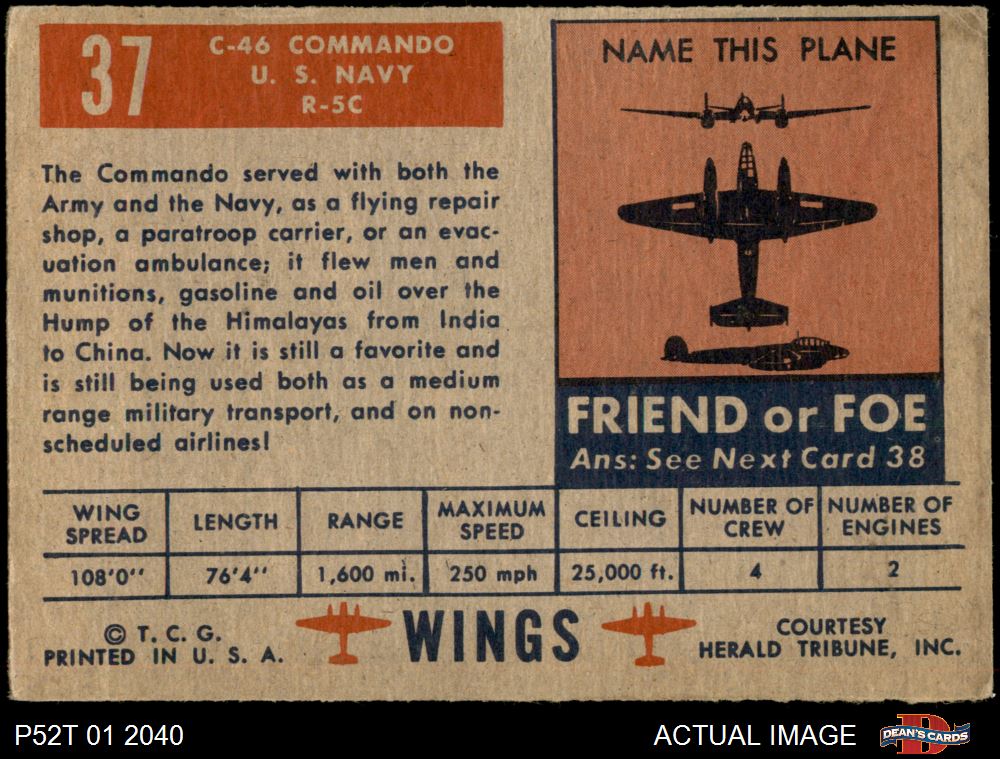 37
C-46 COMMANDO
U. S. NAVY
R-5C
The Commando served with both the
Army and the Navy, as a flying repair
shop, a paratroop carrier, or an evac-
uation ambulance; it flew men and
munitions, gasoline and oil over the
Hump of the Himalayas from India
to China. Now it is still a favorite and
is still being used both as a medium
range military transport, and on non-
scheduled airlines!
NAME THIS PLANE
FRIEND or FOE
Ans: See Next Card 38
WING SPREAD LENGTH RANGE MAXIMUM SPEED CEILING NUMBER OF CREW NUMBER OF ENGINES
108'0" 76'4" 1,600 mi. 250 mph 25,000 ft. 4 2
© T. C. G.
PRINTED IN U. S. A.
WINGS
COURTESY
HERALD TRIBUNE, INC.
P52T 01 2040
ACTUAL IMAGE
D
DEAN'S CARDS